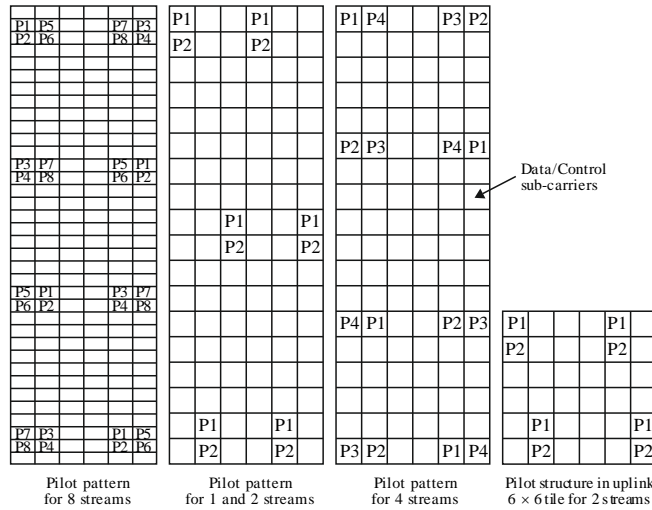 P1 P5 P7 P3
P2 P6 P8 P4
P3 P7 P5 P1
P4 P8 P6 P2
P5 P1 P3 P7
P6 P2 P4 P8
P7 P3 P1 P5
P8 P4 P2 P6
Pilot pattern
for 8 streams
P1 P1
P2 P2
P1 P1
P2 P2
P1 P1
P2 P2
Pilot pattern
for 1 and 2 streams
P1 P4 P3 P2
P2 P3 P4 P1
P4 P1 P2 P3
P3 P2 P1 P4
Pilot pattern
for 4 streams
Data/Control
sub-carriers
P1 P1
P2 P2
P1 P1
P2 P2
Pilot structure in uplink
6 × 6 tile for 2 streams